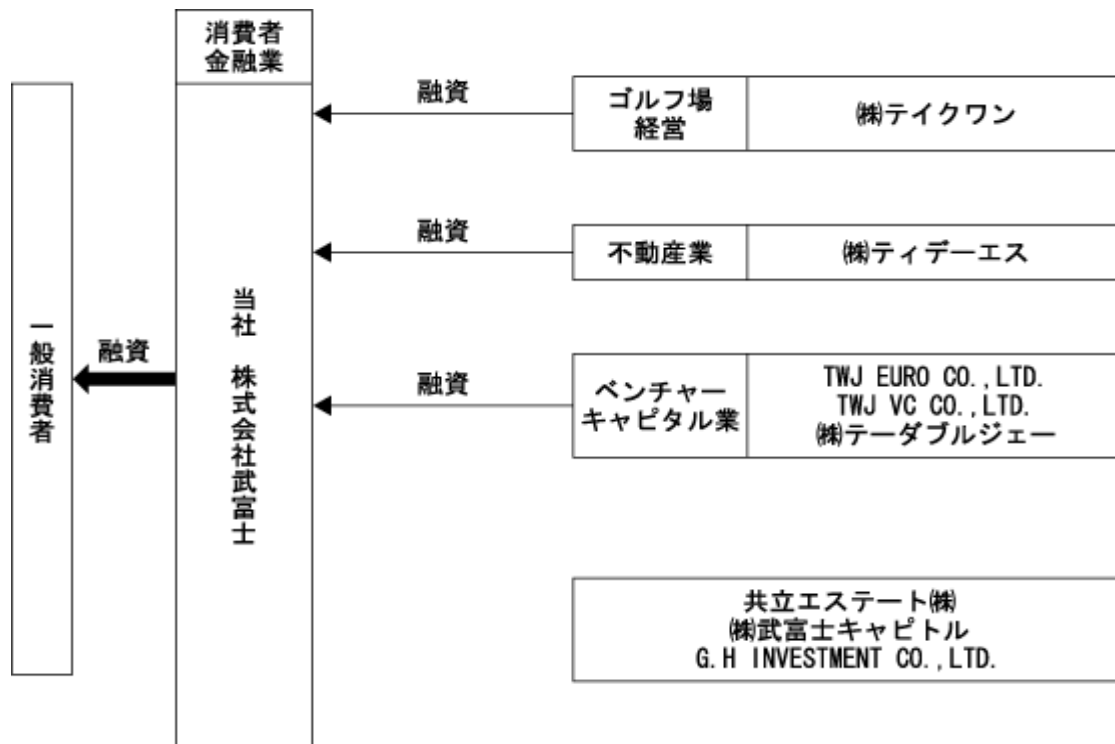 消費者
金融業
融資
ゴルフ場
経営
㈱テイクワン
融資
不動産業
㈱ティデーエス
当社 株式会社武富士
一般消費者
融資
融資
ベンチャー
キャピタル業
TWJ EURO CO.,LTD.
TWJ VC CO.,LTD.
㈱テーダブルジェー
共立エステート㈱
㈱武富士キャピトル
G.H INVESTMENT CO.,LTD.